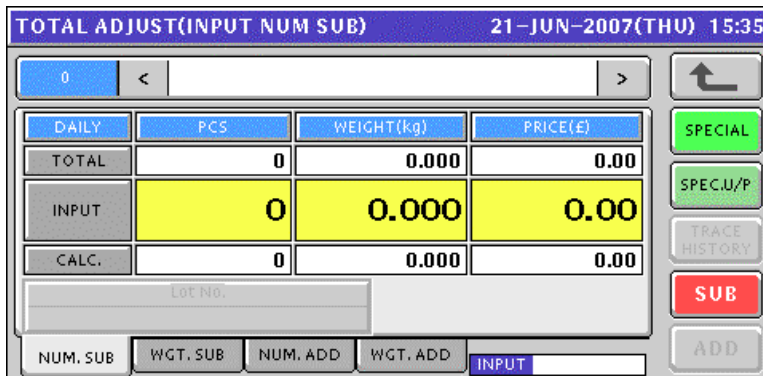 TOTAL ADJUST(INPUT NUM SUB) 21-JUN-2007(THU) 15:35
0 < >
DAILY PCS WEIGHT(kg) PRICE(£) SPECIAL
TOTAL 0 0.000 0.00
SPEC.U/P
INPUT 0 0.000 0.00
TRACE
HISTORY
CALC. 0 0.000 0.00
Lot No. SUB
NUM. SUB WGT. SUB NUM. ADD WGT. ADD INPUT ADD